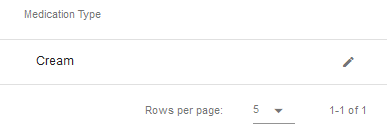 Medication Type
Cream
Rows per page: 5 1-1 of 1